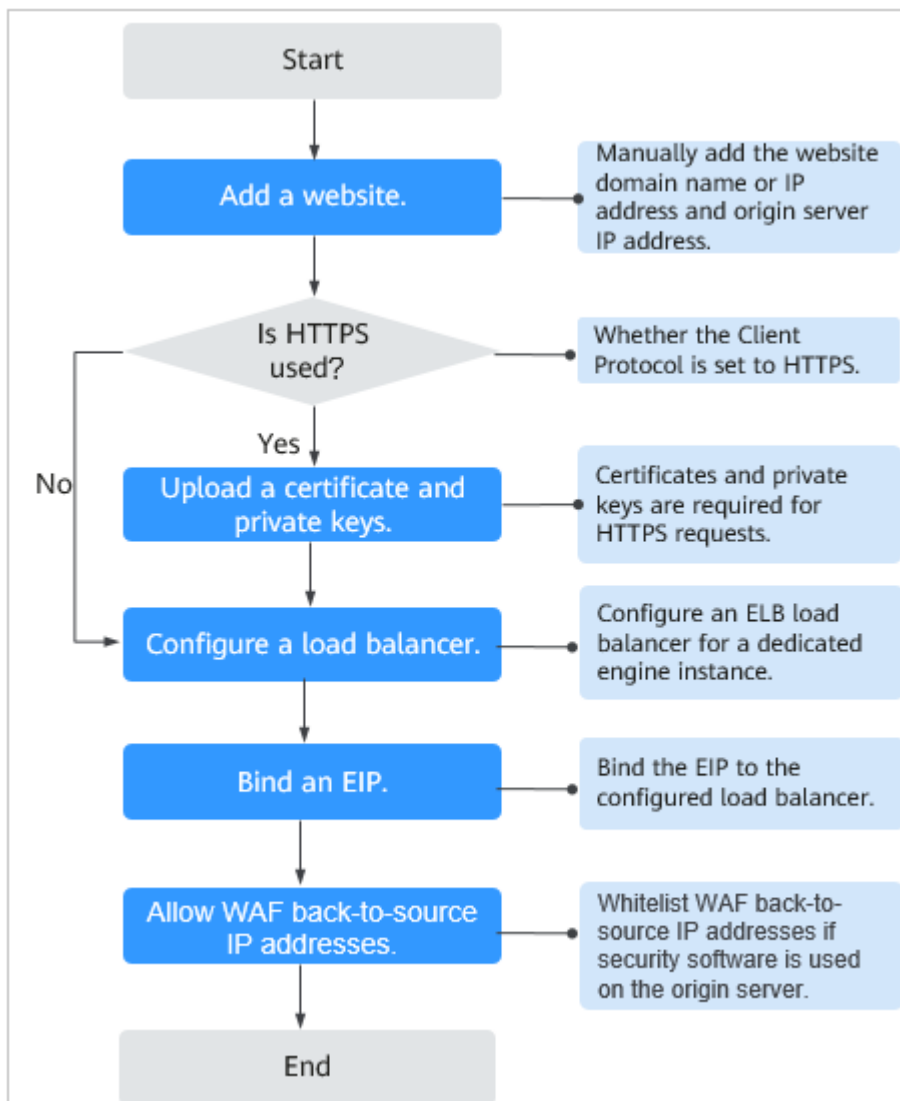 Start
Add a website.
Manually add the website
domain name or IP
address and origin server
IP address.
Is HTTPS
used?
Whether the Client
Protocol is set to HTTPS.
Yes
No
Upload a certificate and
private keys.
Certificates and private
keys are required for
HTTPS requests.
Configure a load balancer.
Configure an ELB load
balancer for a dedicated
engine instance.
Bind an EIP.
Bind the EIP to the
configured load balancer.
Allow WAF back-to-source
IP addresses.
Whitelist WAF back-to-
source IP addresses if
security software is used
on the origin server.
End